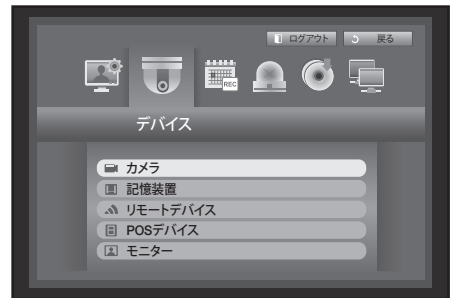 ログアウト 戻る
REC
デバイス
カメラ
記憶装置
リモートデバイス
POSデバイス
モニター